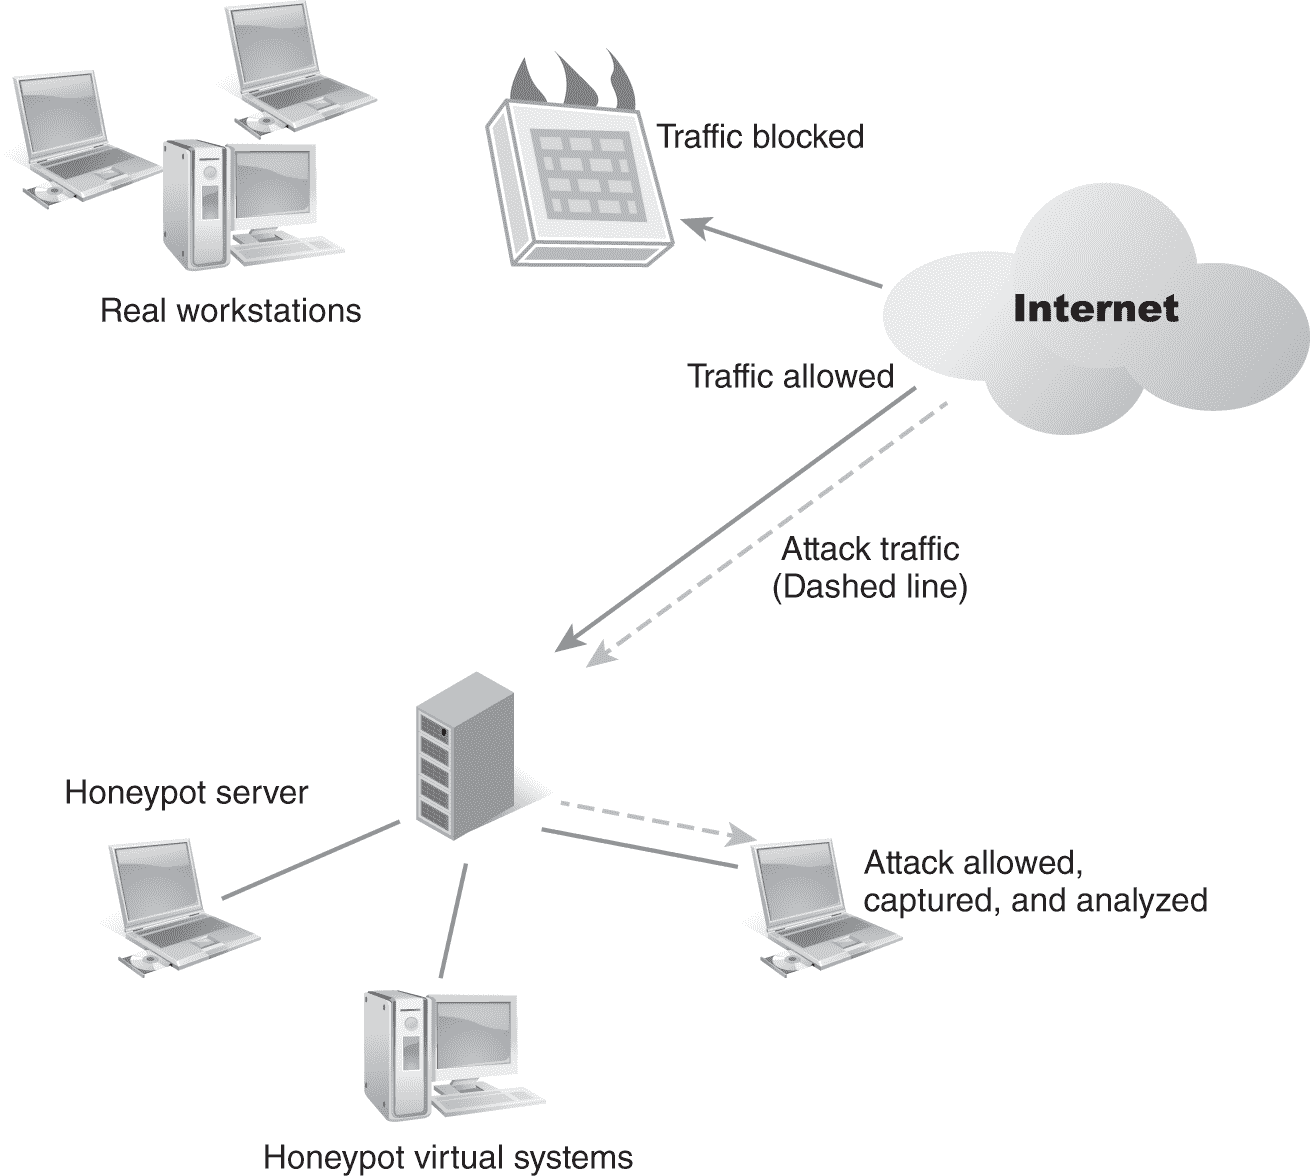 Traffic blocked
Real workstations
Internet
Traffic allowed
Attack traffic
(Dashed line)
Honeypot server
Attack allowed,
captured, and analyzed
Honeypot virtual systems